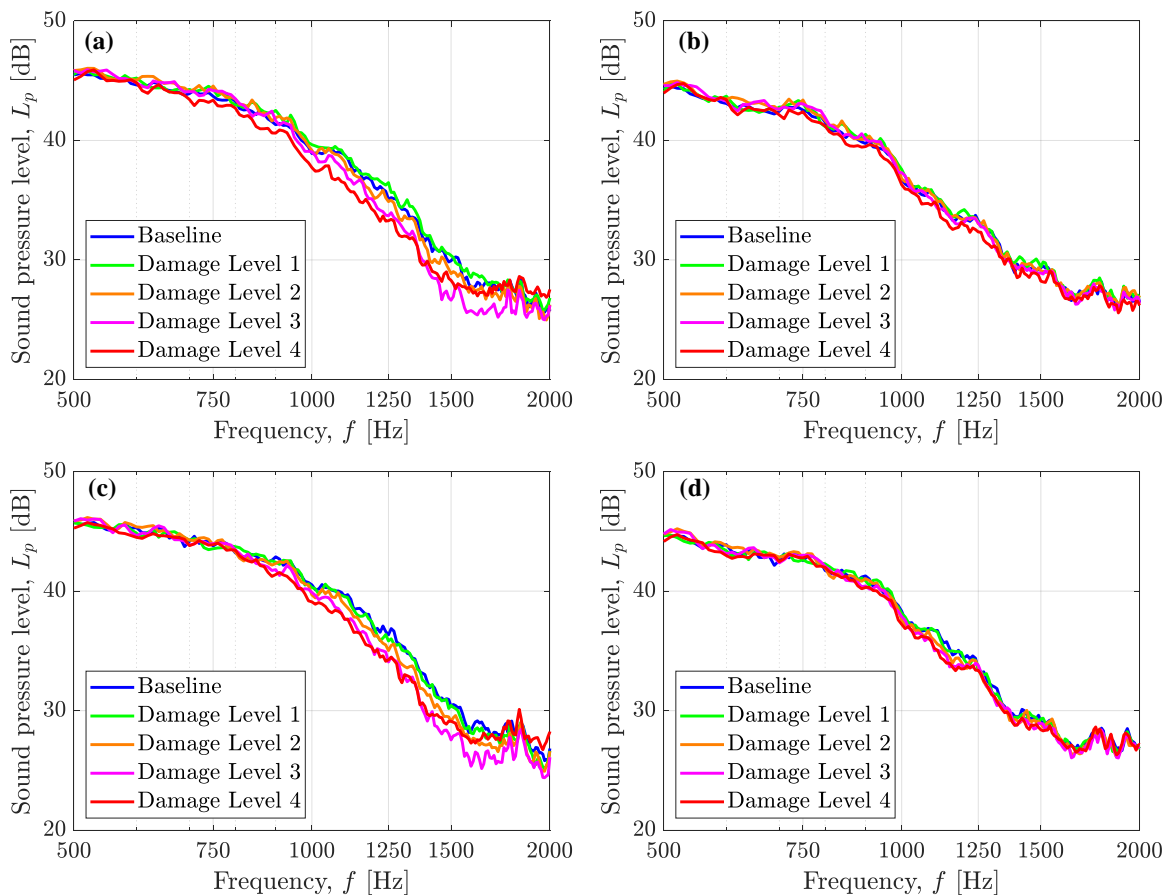 (a)
50
40
30
20
Sound pressure level, Lp [dB]
Baseline
Damage Level 1
Damage Level 2
Damage Level 3
Damage Level 4
500 750 1000 1250 1500 2000
Frequency, f [Hz]
(b)
50
40
30
20
Sound pressure level, Lp [dB]
Baseline
Damage Level 1
Damage Level 2
Damage Level 3
Damage Level 4
500 750 1000 1250 1500 2000
Frequency, f [Hz]
(c)
50
40
30
20
Sound pressure level, Lp [dB]
Baseline
Damage Level 1
Damage Level 2
Damage Level 3
Damage Level 4
500 750 1000 1250 1500 2000
Frequency, f [Hz]
(d)
50
40
30
20
Sound pressure level, Lp [dB]
Baseline
Damage Level 1
Damage Level 2
Damage Level 3
Damage Level 4
500 750 1000 1250 1500 2000
Frequency, f [Hz]